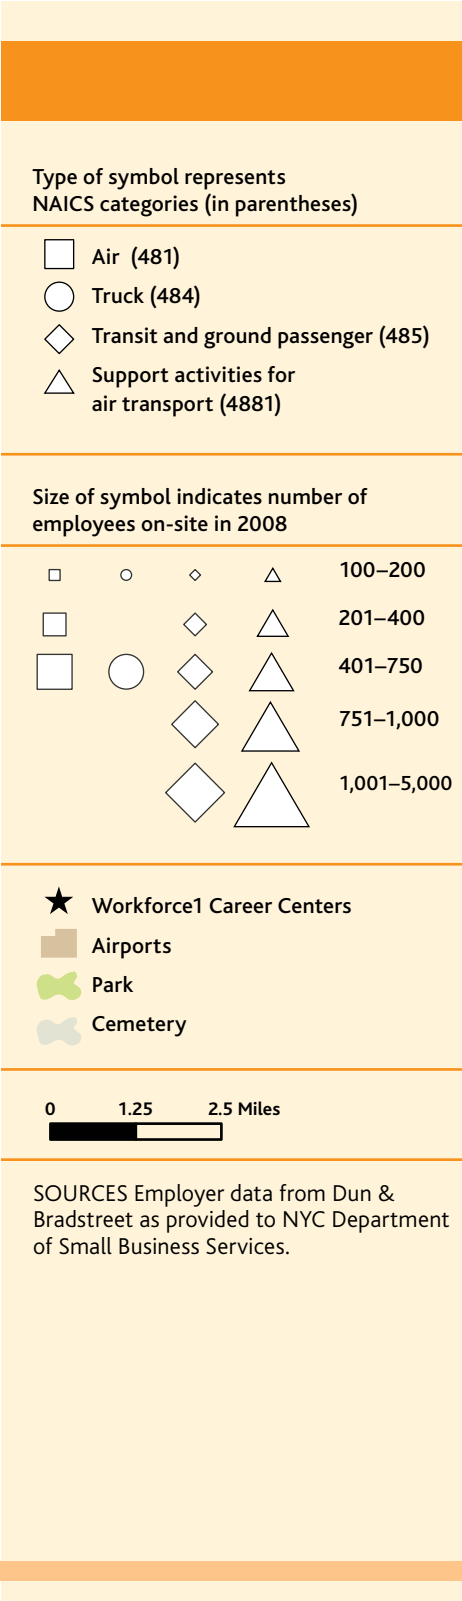 Type of symbol represents
NAICS categories (in parentheses)
Air (481)
Truck (484)
Transit and ground passenger (485)
Support activities for
air transport (4881)
Size of symbol indicates number of
employees on-site in 2008
100–200
201–400
401–750
751–1,000
1,001–5,000
Workforce1 Career Centers
Airports
Park
Cemetery
0 1.25 2.5 Miles
SOURCES Employer data from Dun &
Bradstreet as provided to NYC Department
of Small Business Services.